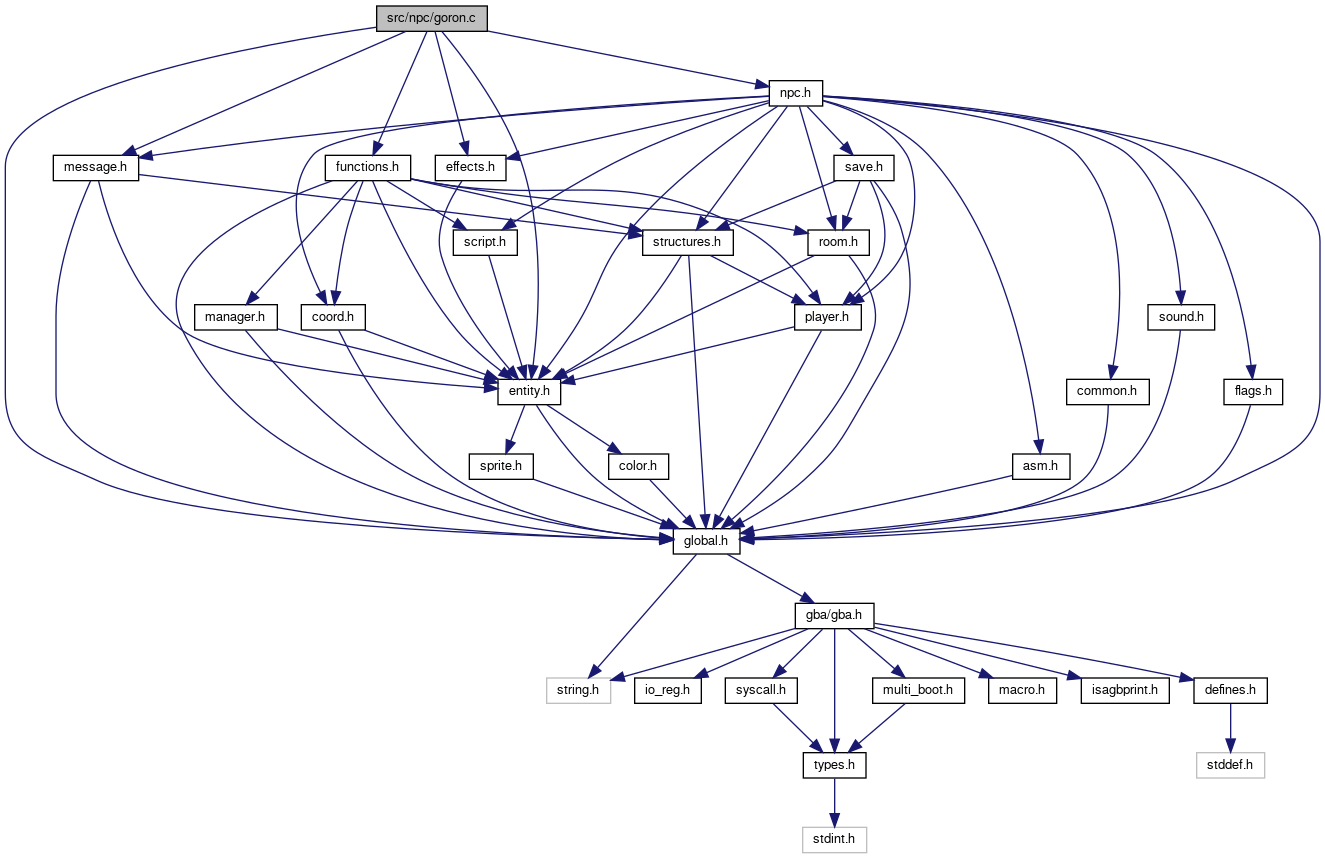 src/npc/goron.c
npc.h
message.h
functions.h
effects.h
save.h
script.h
structures.h
room.h
manager.h
coord.h
player.h
sound.h
entity.h
common.h
flags.h
sprite.h
color.h
asm.h
global.h
gba/gba.h
string.h
io_reg.h
syscall.h
multi_boot.h
macro.h
isagbprint.h
defines.h
types.h
stddef.h
stdint.h